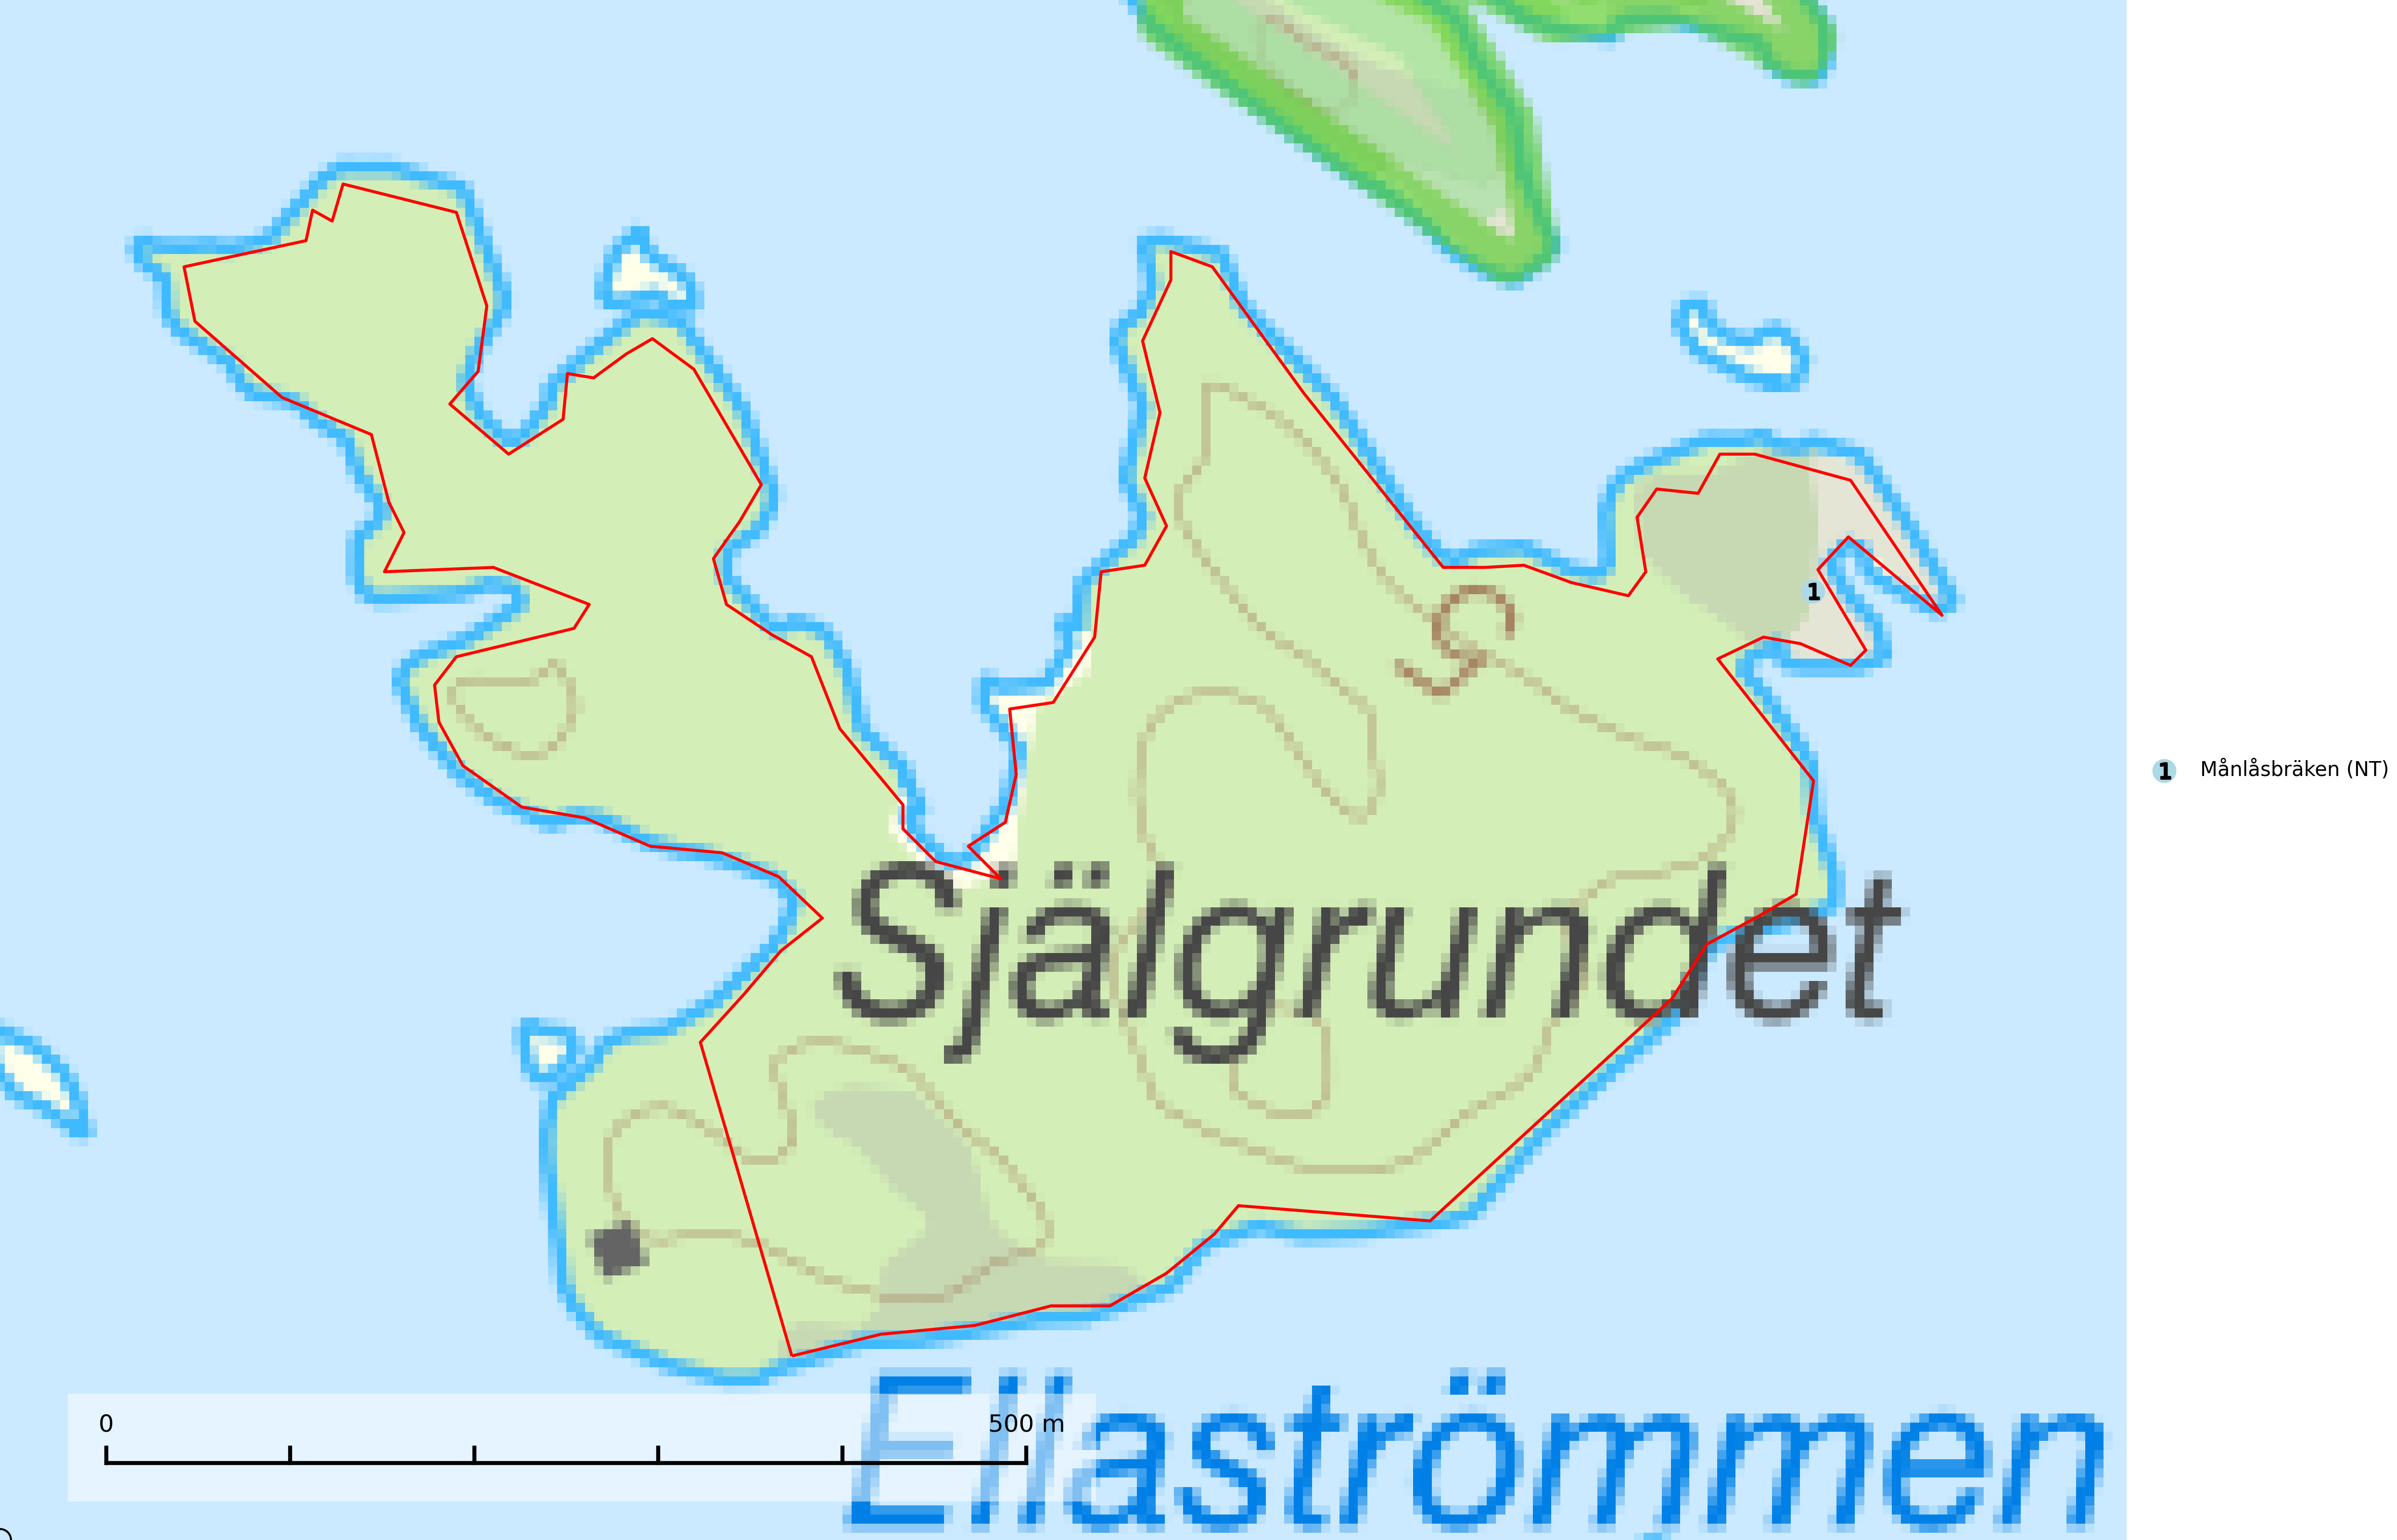 1
1 Månlåsbräken (NT)
Själgrundet
0 500 m
Ellaströmmen